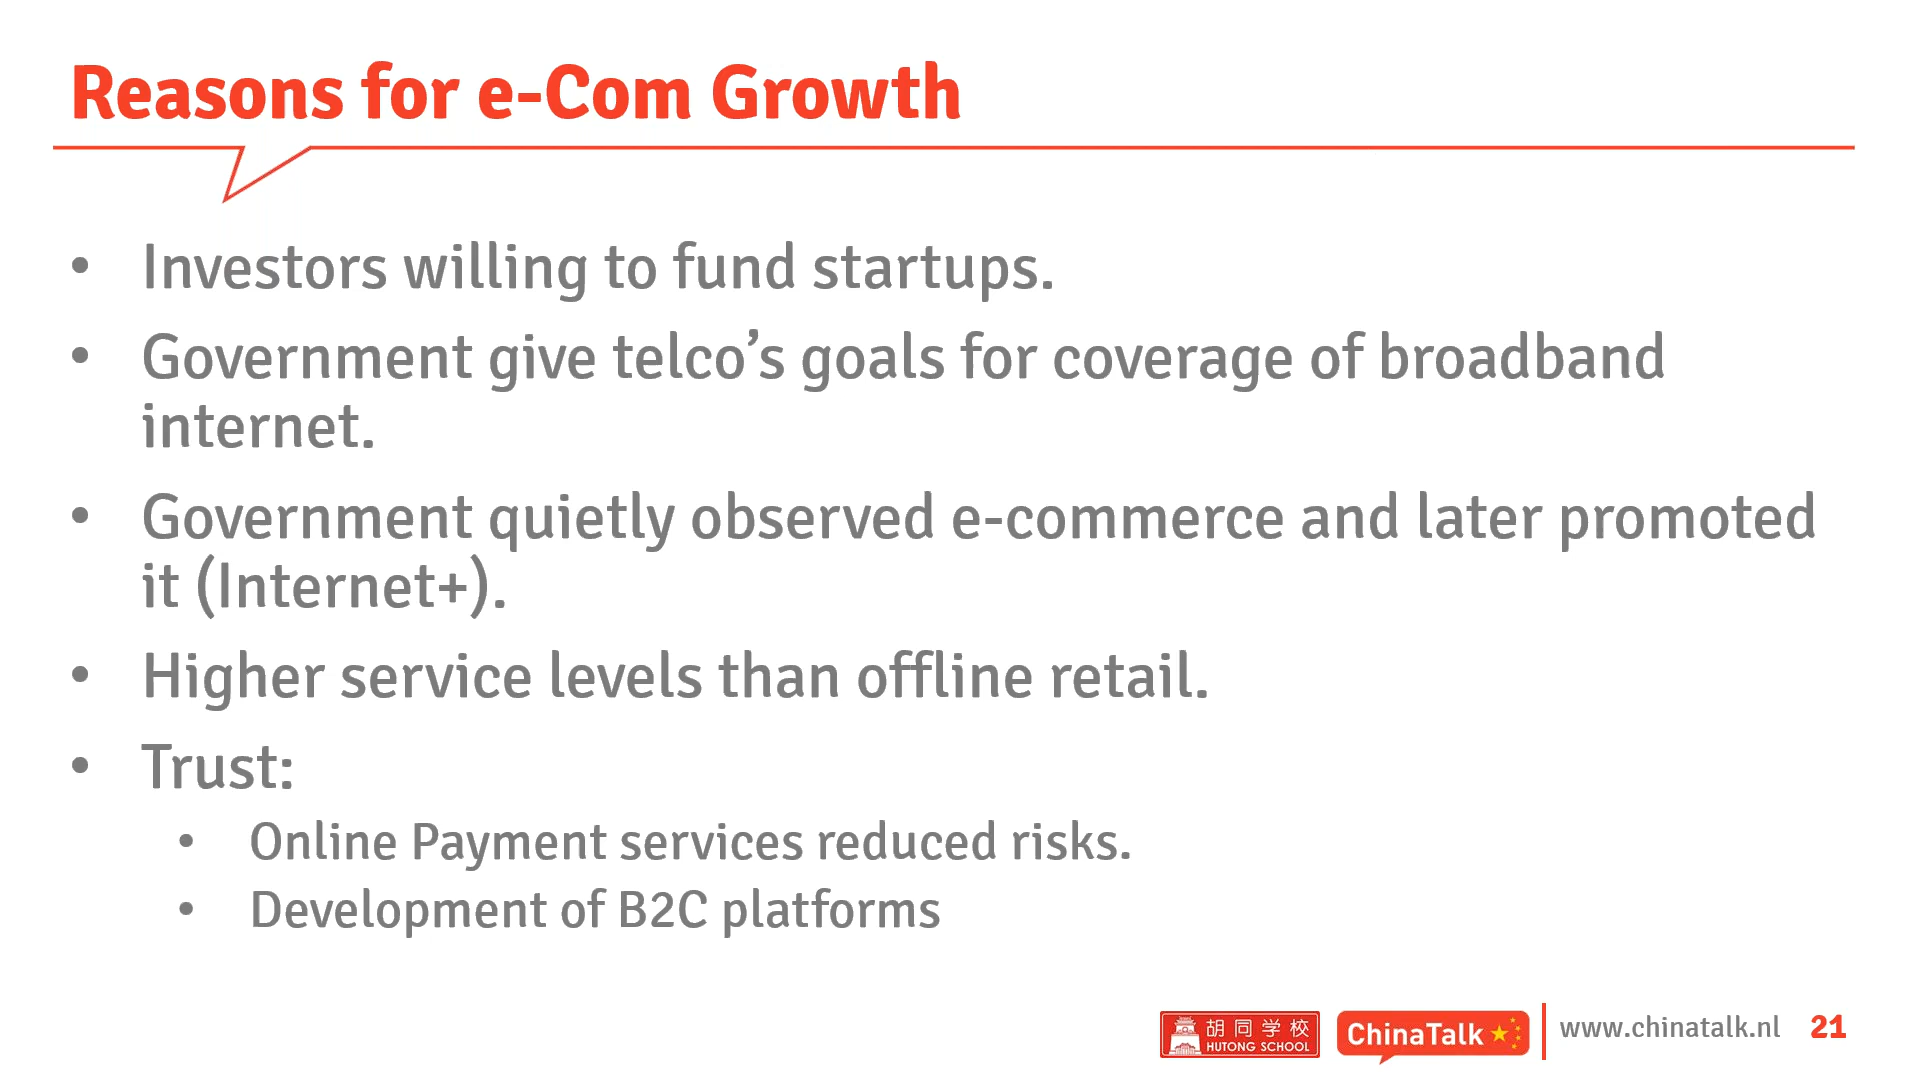 Reasons for e-Com Growth
• Investors willing to fund startups.
• Government give telco’s goals for coverage of broadband
internet.
• Government quietly observed e-commerce and later promoted
it (Internet+).
• Higher service levels than offline retail.
• Trust:
• Online Payment services reduced risks.
• Development of B2C platforms
胡同学校
HUTONG SCHOOL
ChinaTalk
www.chinatalk.nl 21